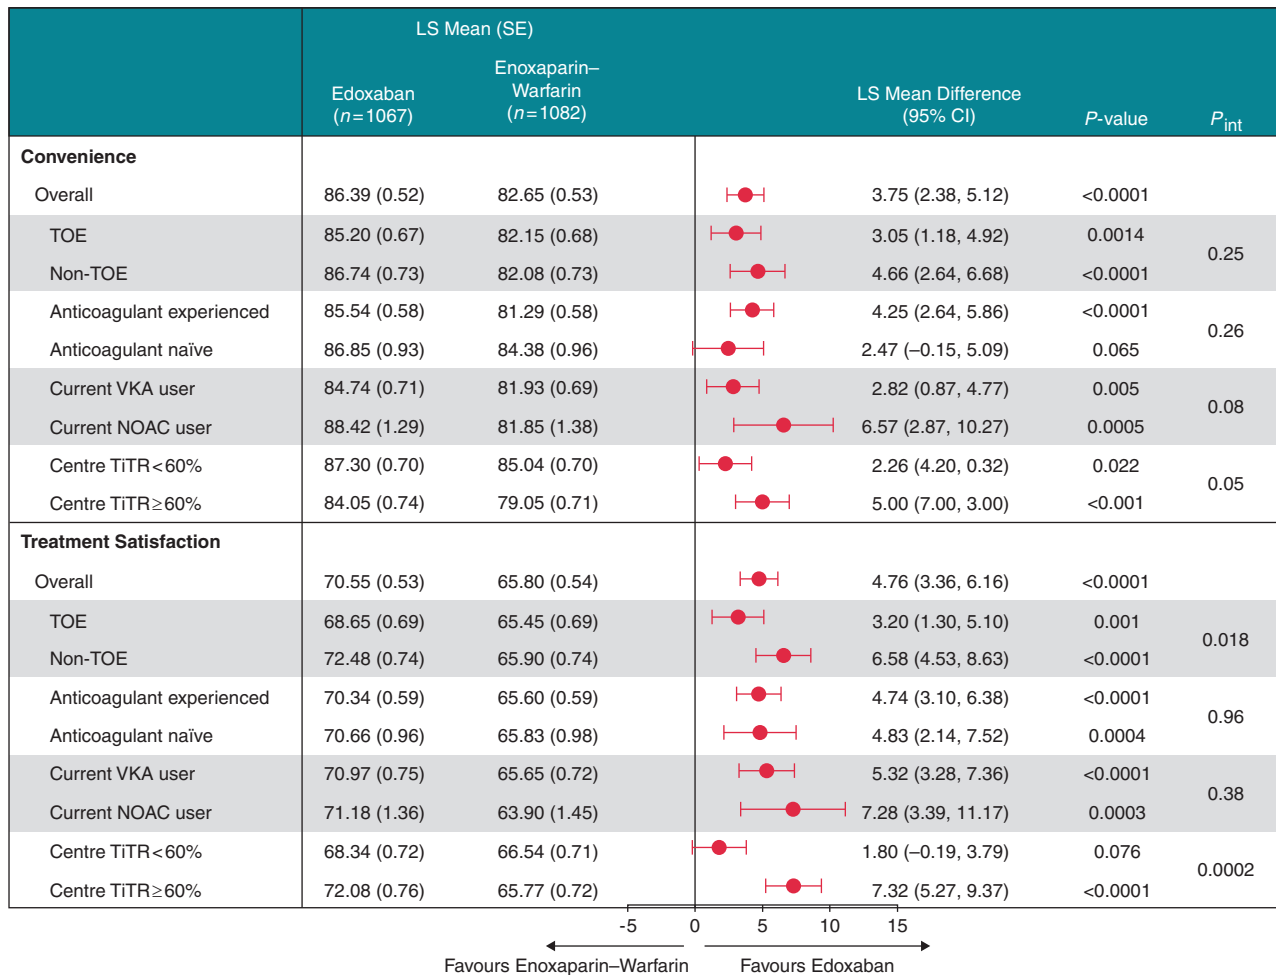 LS Mean (SE)
Edoxaban
(n=1067)
Enoxaparin–
Warfarin
(n=1082)
LS Mean Difference
(95% CI)
P-value
Pint
Convenience
Overall 86.39 (0.52) 82.65 (0.53) 3.75 (2.38, 5.12) <0.0001
TOE 85.20 (0.67) 82.15 (0.68) 3.05 (1.18, 4.92) 0.0014
0.25
Non-TOE 86.74 (0.73) 82.08 (0.73) 4.66 (2.64, 6.68) <0.0001
Anticoagulant experienced 85.54 (0.58) 81.29 (0.58) 4.25 (2.64, 5.86) <0.0001
0.26
Anticoagulant naïve 86.85 (0.93) 84.38 (0.96) 2.47 (–0.15, 5.09) 0.065
Current VKA user 84.74 (0.71) 81.93 (0.69) 2.82 (0.87, 4.77) 0.005
0.08
Current NOAC user 88.42 (1.29) 81.85 (1.38) 6.57 (2.87, 10.27) 0.0005
Centre TiTR<60% 87.30 (0.70) 85.04 (0.70) 2.26 (4.20, 0.32) 0.022
0.05
Centre TiTR≥60% 84.05 (0.74) 79.05 (0.71) 5.00 (7.00, 3.00) <0.001
Treatment Satisfaction
Overall 70.55 (0.53) 65.80 (0.54) 4.76 (3.36, 6.16) <0.0001
TOE 68.65 (0.69) 65.45 (0.69) 3.20 (1.30, 5.10) 0.001
0.018
Non-TOE 72.48 (0.74) 65.90 (0.74) 6.58 (4.53, 8.63) <0.0001
Anticoagulant experienced 70.34 (0.59) 65.60 (0.59) 4.74 (3.10, 6.38) <0.0001
0.96
Anticoagulant naïve 70.66 (0.96) 65.83 (0.98) 4.83 (2.14, 7.52) 0.0004
Current VKA user 70.97 (0.75) 65.65 (0.72) 5.32 (3.28, 7.36) <0.0001
0.38
Current NOAC user 71.18 (1.36) 63.90 (1.45) 7.28 (3.39, 11.17) 0.0003
Centre TiTR<60% 68.34 (0.72) 66.54 (0.71) 1.80 (–0.19, 3.79) 0.076
0.0002
Centre TiTR≥60% 72.08 (0.76) 65.77 (0.72) 7.32 (5.27, 9.37) <0.0001
-5 0 5 10 15
Favours Enoxaparin–Warfarin Favours Edoxaban